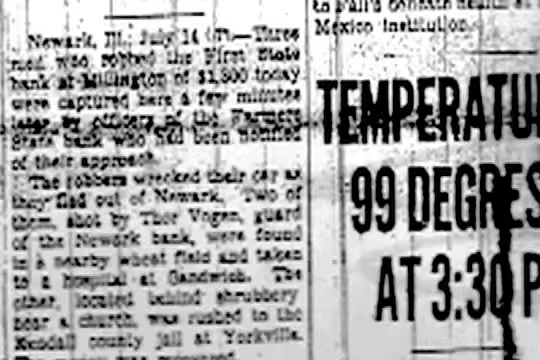 Newark, Ill., July 14 (P).—Three
men who robbed the First State
bank at Millington of $1,800 today
were captured here a few minutes
later by officers of the Farmers
State bank who had been notified
of their approach.
The robbers wrecked their car as
they fled out of Newark. Two of
them, shot by Thor Vogen, guard
of the Newark bank, were found
in a nearby wheat field and taken
to a hospital at Sandwich. The
other, located behind shrubbery
near a church, was rushed to the
Kendall county jail at Yorkville.
to Fall's
Mexico institution.
TEMPERATU
99 DEGREES
AT 3:30 P